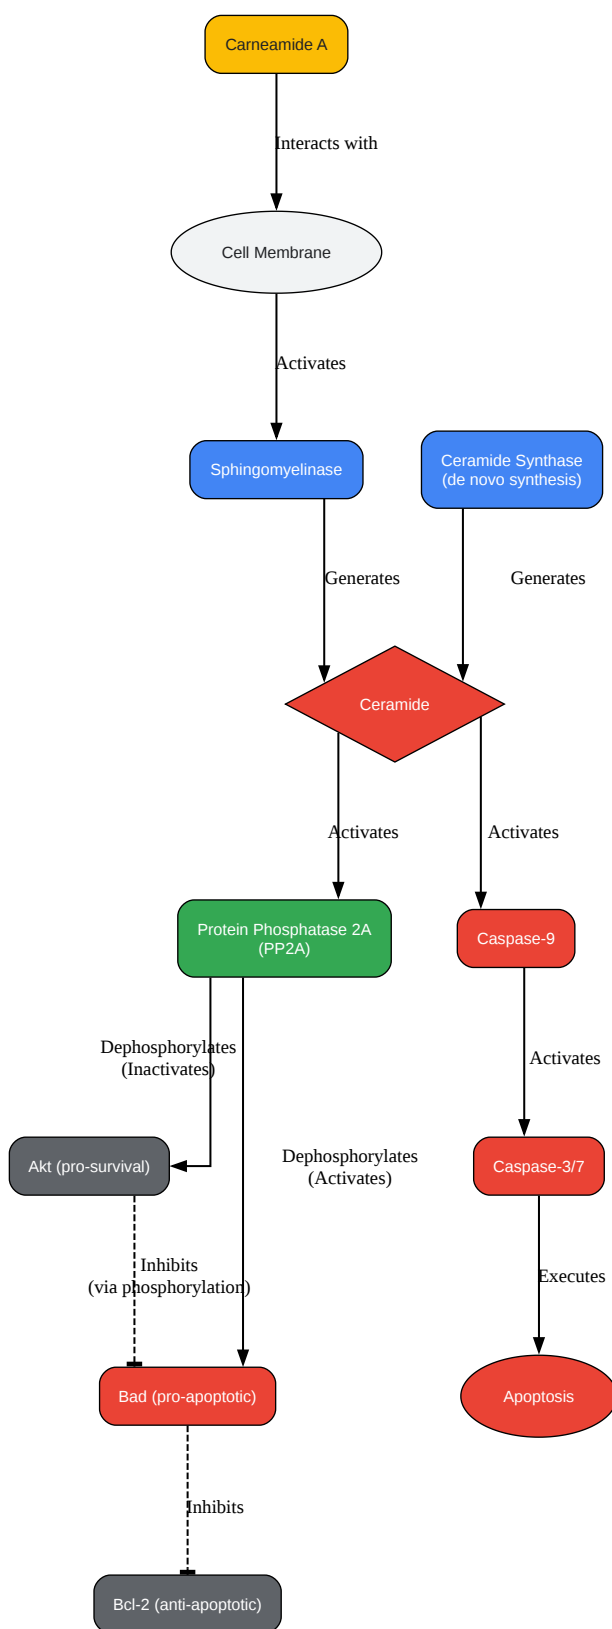 Carneamide A
Interacts with
Cell Membrane
Activates
Sphingomyelinase
Ceramide Synthase
(de novo synthesis)
Generates
Generates
Ceramide
Activates
Activates
Protein Phosphatase 2A
(PP2A)
Caspase-9
Dephosphorylates
(Inactivates)
Activates
Akt (pro-survival)
Dephosphorylates
(Activates)
Caspase-3/7
Inhibits
(via phosphorylation)
Executes
Bad (pro-apoptotic)
Apoptosis
Inhibits
Bcl-2 (anti-apoptotic)